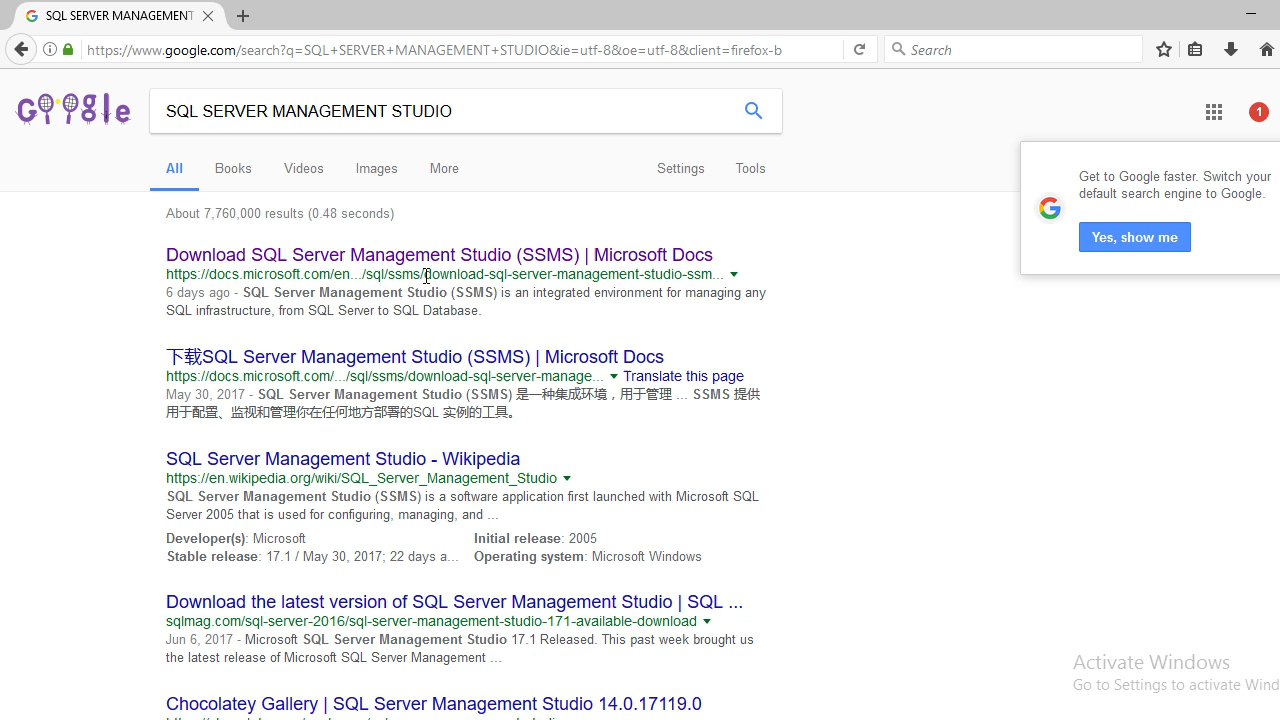 SQL SERVER MANAGEMENT
https://www.google.com/search?q=SQL+SERVER+MANAGEMENT+STUDIO&ie=utf-8&oe=utf-8&client=firefox-b
Search
Google
SQL SERVER MANAGEMENT STUDIO
1
All Books Videos Images More Settings Tools
Get to Google faster. Switch your
default search engine to Google.
Yes, show me
About 7,760,000 results (0.48 seconds)
Download SQL Server Management Studio (SSMS) | Microsoft Docs
https://docs.microsoft.com/en.../sql/ssms/download-sql-server-management-studio-ssm...
6 days ago - SQL Server Management Studio (SSMS) is an integrated environment for managing any
SQL infrastructure, from SQL Server to SQL Database.
下载SQL Server Management Studio (SSMS) | Microsoft Docs
https://docs.microsoft.com/.../sql/ssms/download-sql-server-manage... Translate this page
May 30, 2017 - SQL Server Management Studio (SSMS) 是一种集成环境，用于管理 ... SSMS 提供
用于配置、监视和管理你在任何地方部署的SQL 实例的工具。
SQL Server Management Studio - Wikipedia
https://en.wikipedia.org/wiki/SQL_Server_Management_Studio
SQL Server Management Studio (SSMS) is a software application first launched with Microsoft SQL
Server 2005 that is used for configuring, managing, and ...
Developer(s): Microsoft Initial release: 2005
Stable release: 17.1 / May 30, 2017; 22 days a... Operating system: Microsoft Windows
Download the latest version of SQL Server Management Studio | SQL ...
sqlmag.com/sql-server-2016/sql-server-management-studio-171-available-download
Jun 6, 2017 - Microsoft SQL Server Management Studio 17.1 Released. This past week brought us
the latest release of Microsoft SQL Server Management ...
Activate Windows
Go to Settings to activate Wind
Chocolatey Gallery | SQL Server Management Studio 14.0.17119.0